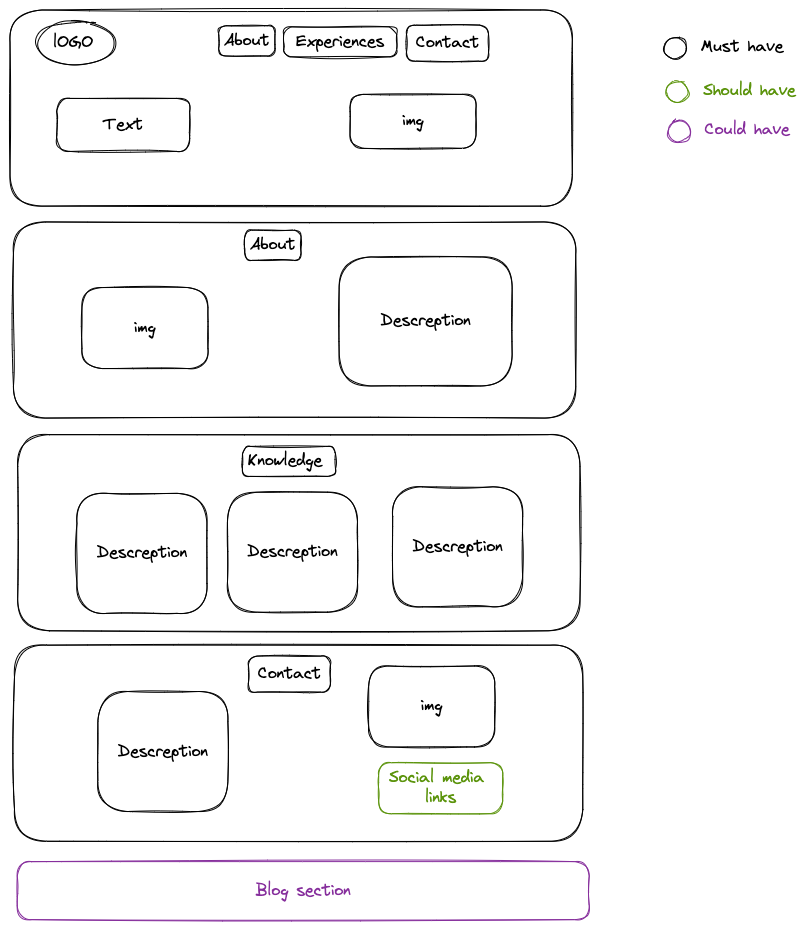 lOGO
About
Experiences
Contact
Text
img
Must have
Should have
Could have
About
img
Descreption
Knowledge
Descreption
Descreption
Descreption
Contact
img
Descreption
Social media
links
Blog section